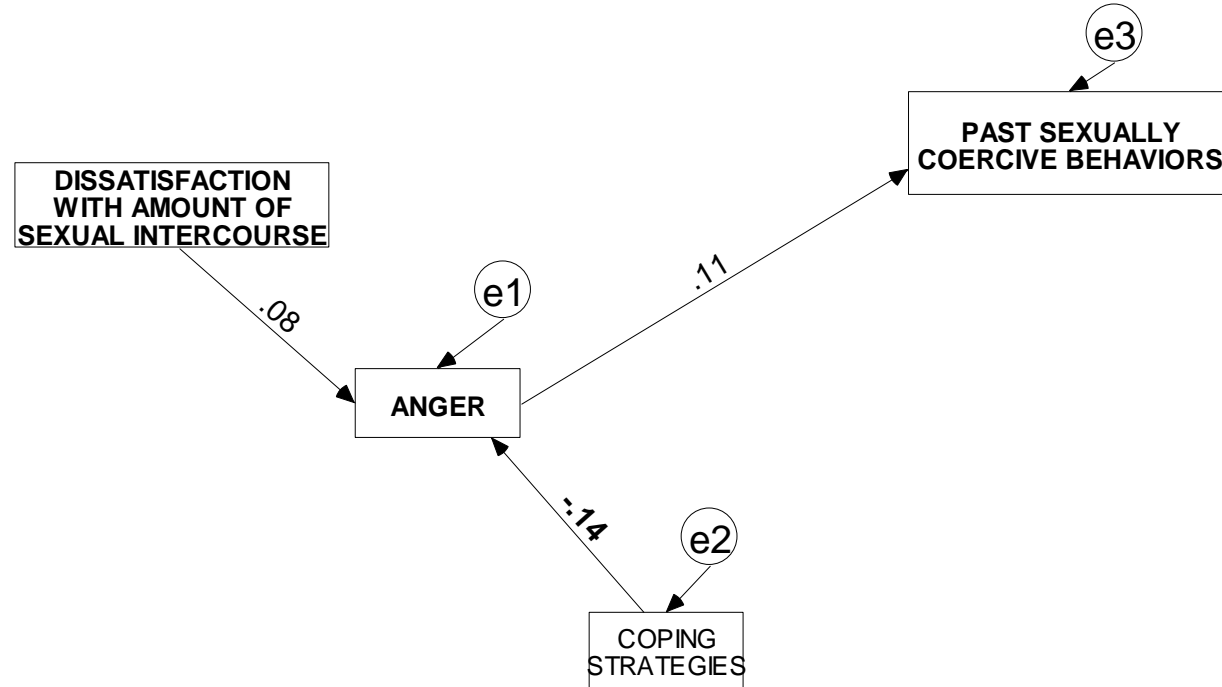 e3
PAST SEXUALLY
COERCIVE BEHAVIORS
DISSATISFACTION
WITH AMOUNT OF
SEXUAL INTERCOURSE
.08
e1
.11
ANGER
-.14
e2
COPING
STRATEGIES